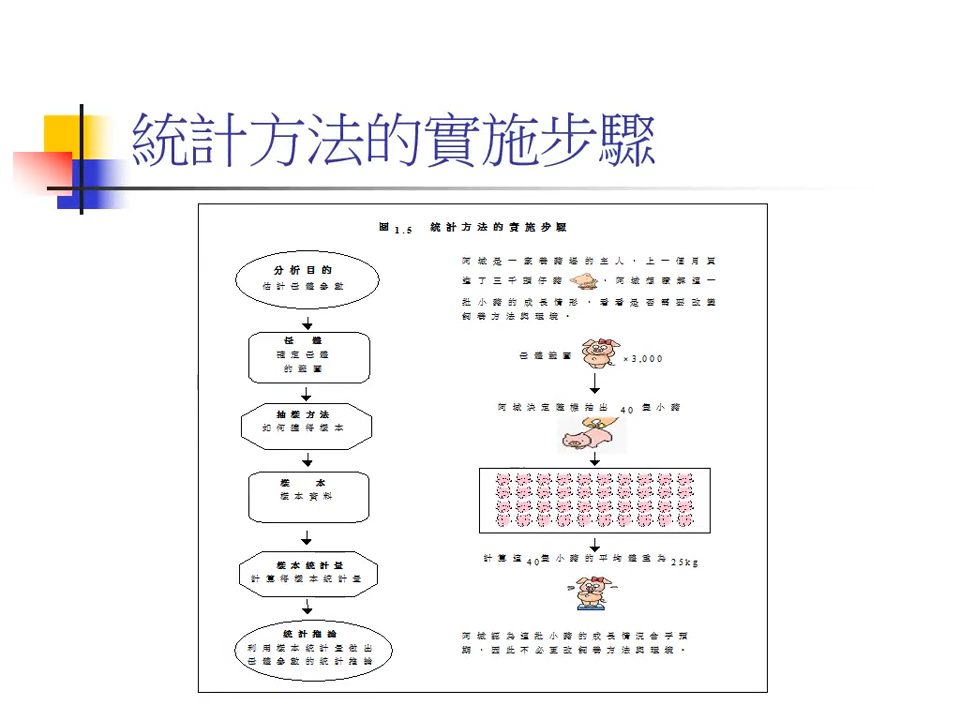 統計方法的實施步驟
圖1.5 統計方法的實施步驟
分析目的
估計母體參數
母 體
確定母體
的範圍
抽樣方法
如何獲得樣本
樣 本
樣本資料
樣本統計量
計算得樣本統計量
統計推論
利用樣本統計量做出
母體參數的統計推論
阿城是一家養豬場的主人,上一個月買
進了三千頭仔豬,阿城想瞭解這一
批小豬的成長情形,看看是否需要改變
飼養方法與環境。
母體範圍 ×3,000
阿城決定隨機抽出 40 隻小豬
計算這40隻小豬的平均體重為25kg
阿城認為這批小豬的成長情況合乎預
期,因此不必更改飼養方法與環境。